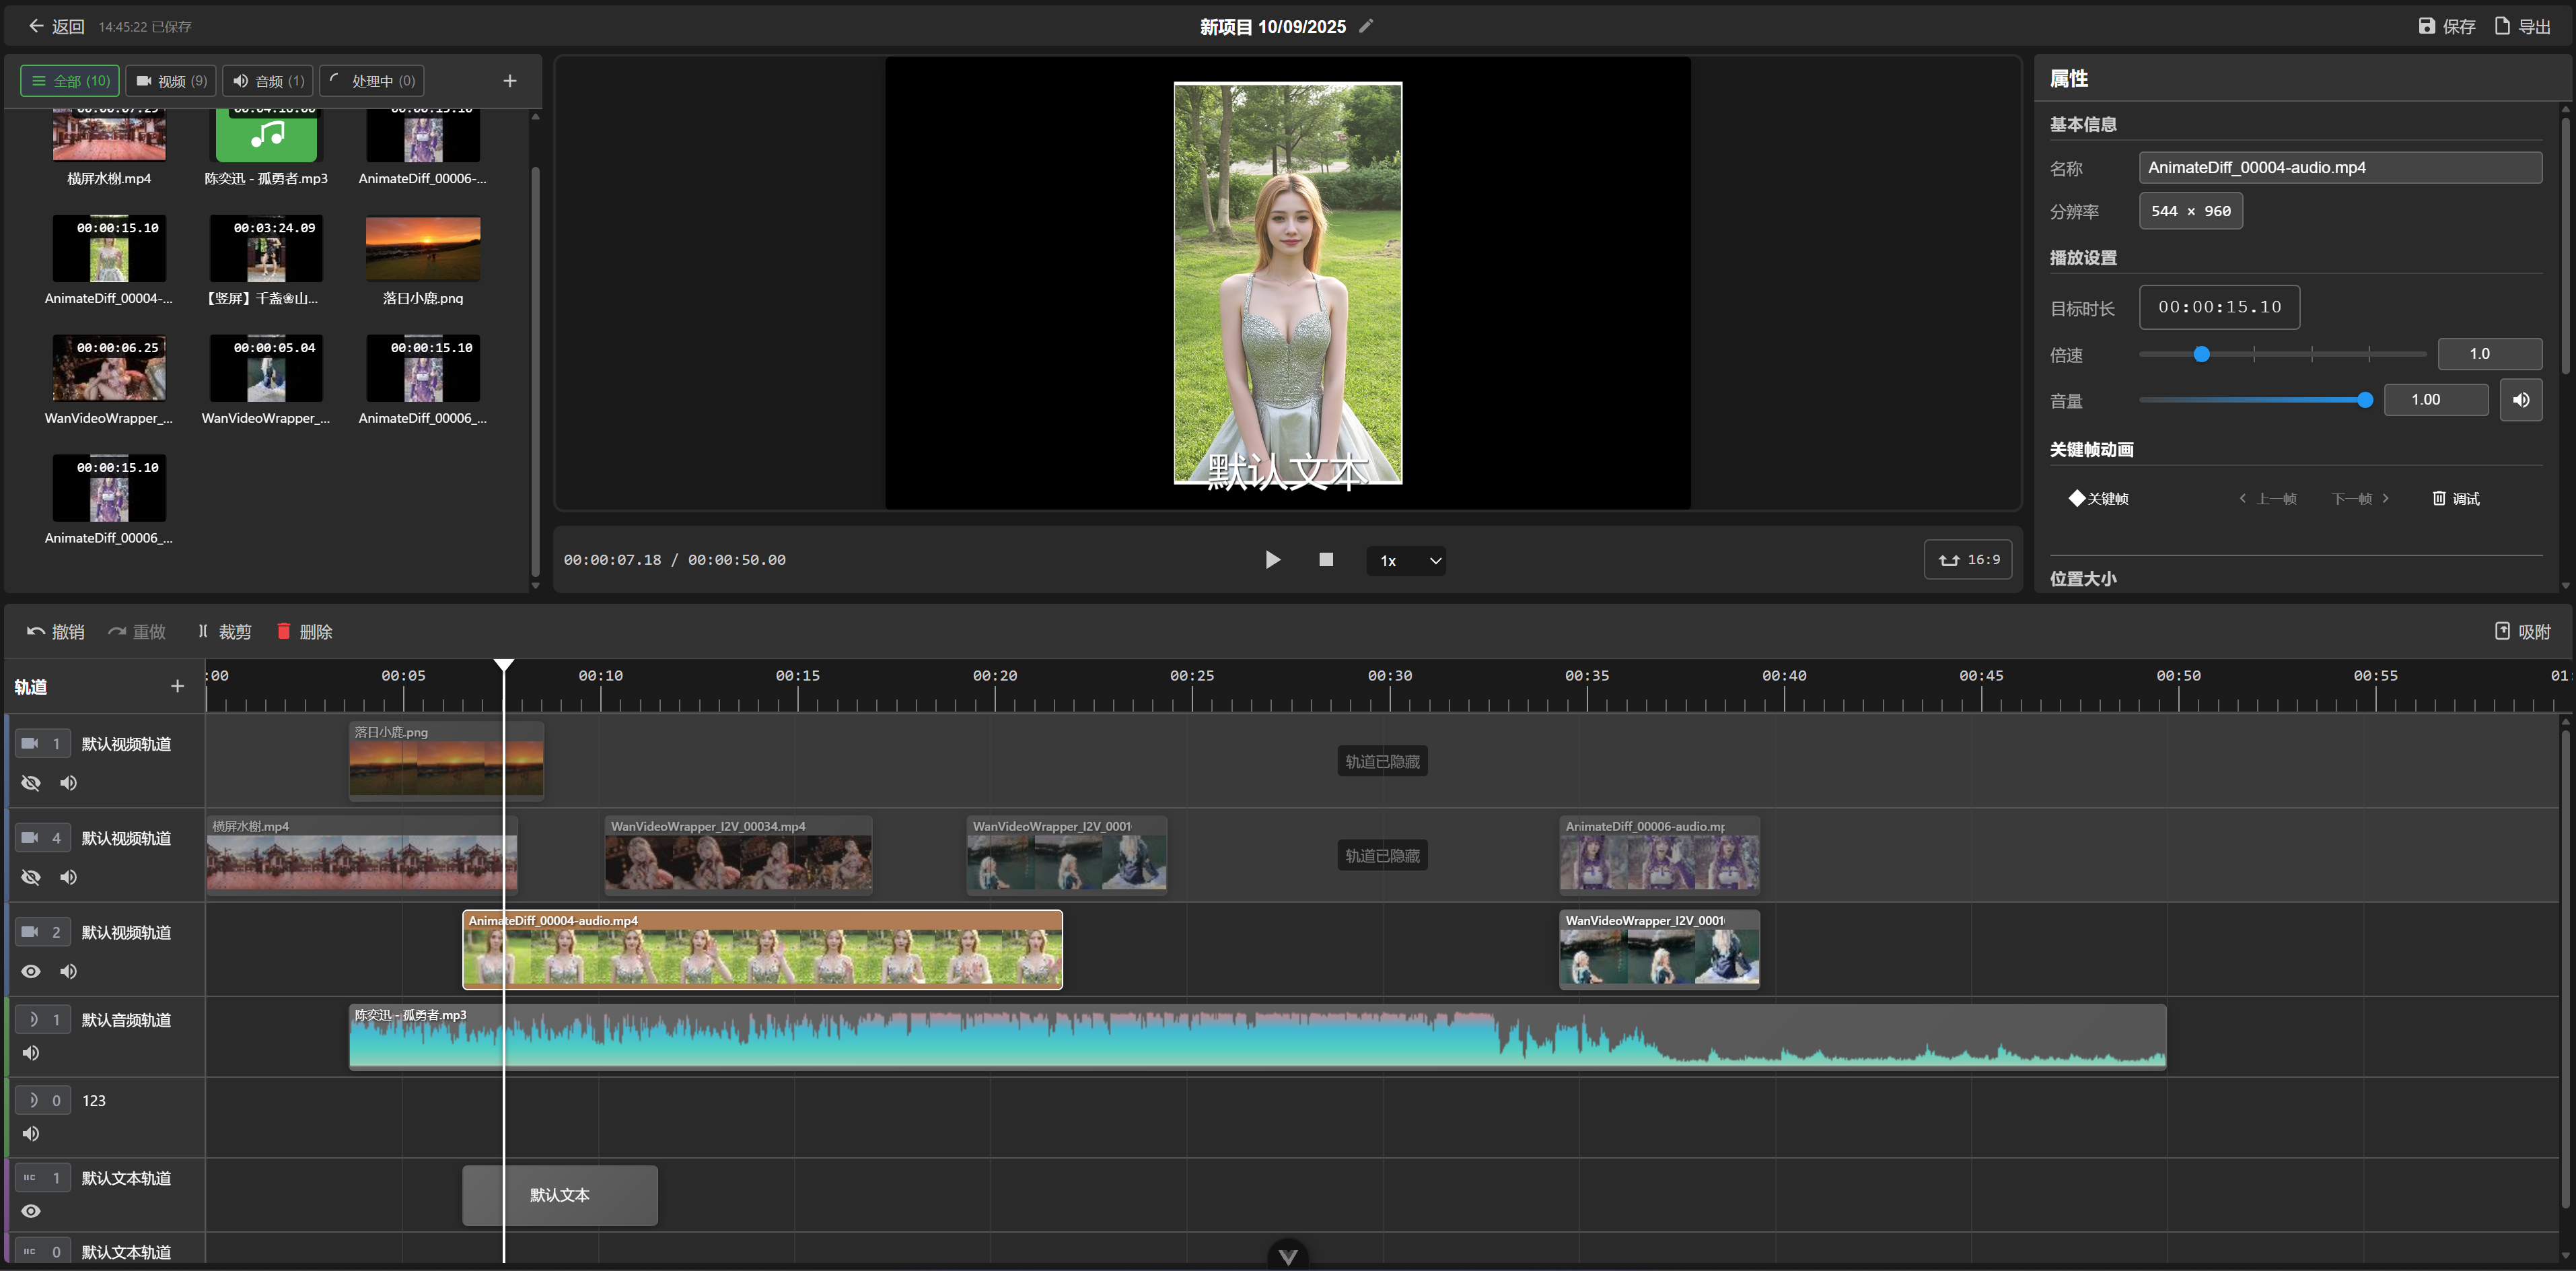 返回 14:45:22 已保存
新项目 10/09/2025
保存 导出
全部 (10) 视频 (9) 音频 (1) 处理中 (0)
横屏水榭.mp4
陈奕迅 - 孤勇者.mp3
AnimateDiff_00006-...
00:00:15.10
00:03:24.09
AnimateDiff_00004-...
【竖屏】千盏❀山...
落日小鹿.png
00:00:06.25
00:00:05.04
00:00:15.10
WanVideoWrapper_...
WanVideoWrapper_...
AnimateDiff_00006_...
00:00:15.10
AnimateDiff_00006_...
默认文本
00:00:07.18 / 00:00:50.00
1x
16:9
属性
基本信息
名称 AnimateDiff_00004-audio.mp4
分辨率 544 × 960
播放设置
目标时长 00:00:15.10
倍速 1.0
音量 1.00
关键帧动画
关键帧 上一帧 下一帧 调试
位置大小
撤销 重做 裁剪 删除 吸附
轨道
:00 00:05 00:10 00:15 00:20 00:25 00:30 00:35 00:40 00:45 00:50 00:55 01:
1 默认视频轨道
落日小鹿.png
轨道已隐藏
4 默认视频轨道
横屏水榭.mp4
WanVideoWrapper_I2V_00034.mp4
WanVideoWrapper_I2V_0001
轨道已隐藏
AnimateDiff_00006-audio.mp
2 默认视频轨道
AnimateDiff_00004-audio.mp4
WanVideoWrapper_I2V_0001
1 默认音频轨道
陈奕迅 - 孤勇者.mp3
0 123
1 默认文本轨道
默认文本
0 默认文本轨道